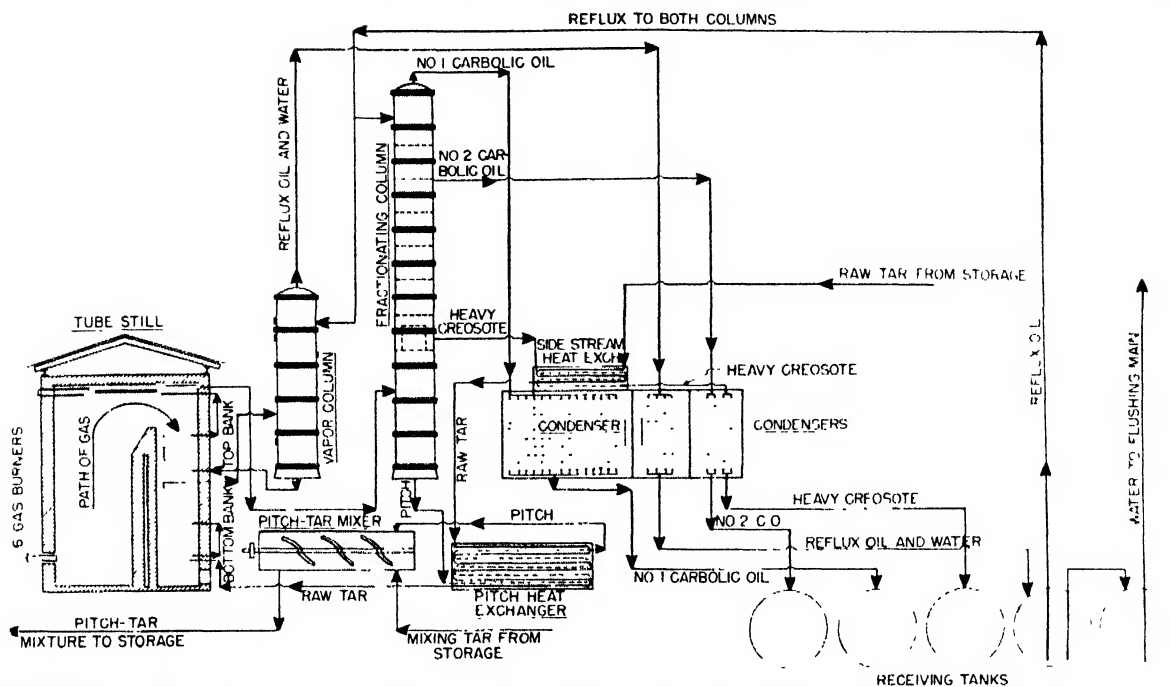 REFLUX TO BOTH COLUMNS
NO 1 CARBOLIC OIL
REFLUX OIL AND WATER
FRACTIONATING COLUMN
NO 2 CAR-
BOLIC OIL
RAW TAR FROM STORAGE
TUBE STILL
HEAVY
CREOSOTE
SIDE STREAM
HEAT EXCH
HEAVY CREOSOTE
VAPOR COLUMN
PATH OF GAS
TOP BANK
6 GAS BURNERS
BOTTOM BANK
RAW TAR
CONDENSER
CONDENSERS
REFLUX OIL
WATER TO FLUSHING MAIN
PITCH
PITCH-TAR MIXER
PITCH
HEAVY CREOSOTE
NO 2 C O
REFLUX OIL AND WATER
NO 1 CARBOLIC OIL
RAW TAR
PITCH HEAT
EXCHANGER
PITCH-TAR
MIXTURE TO STORAGE
MIXING TAR FROM
STORAGE
RECEIVING TANKS